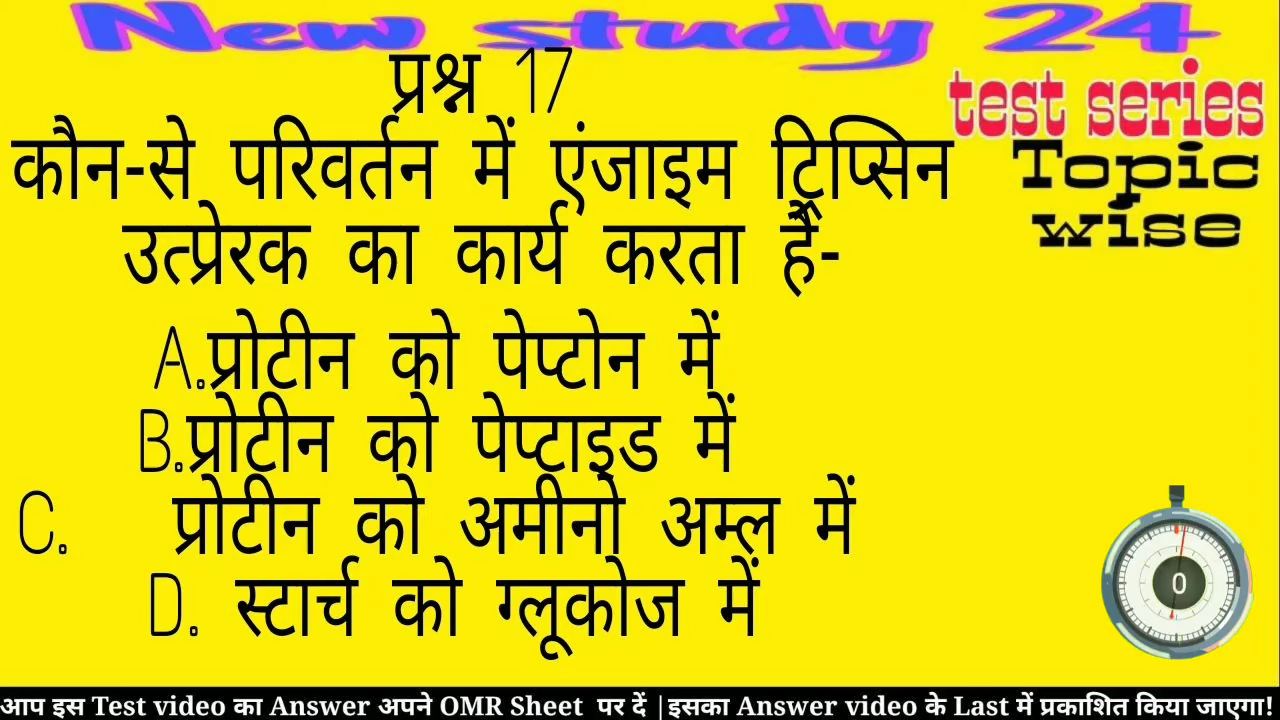 New study 24
प्रश्न 17
test series
Topic
wise
कौन-से परिवर्तन में एंजाइम ट्रिप्सिन
उत्प्रेरक का कार्य करता है-
A.प्रोटीन को पेप्टोन में
B.प्रोटीन को पेप्टाइड में
C. प्रोटीन को अमीनो अम्ल में
D. स्टार्च को ग्लूकोज में
0
आप इस Test video का Answer अपने OMR Sheet पर दें |इसका Answer video के Last में प्रकाशित किया जाएगा!